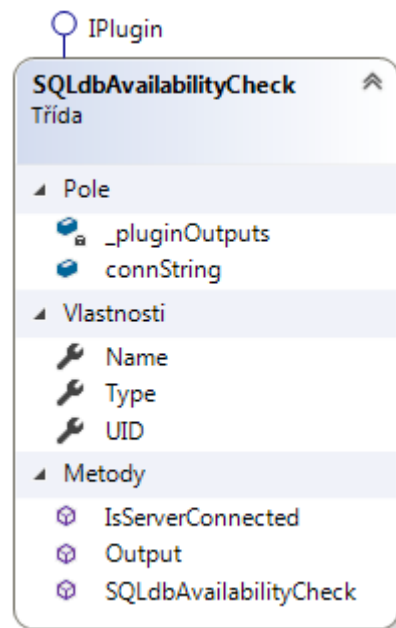 IPlugin
SQLdbAvailabilityCheck
Třída
Pole
_pluginOutputs
connString
Vlastnosti
Name
Type
UID
Metody
IsServerConnected
Output
SQLdbAvailabilityCheck